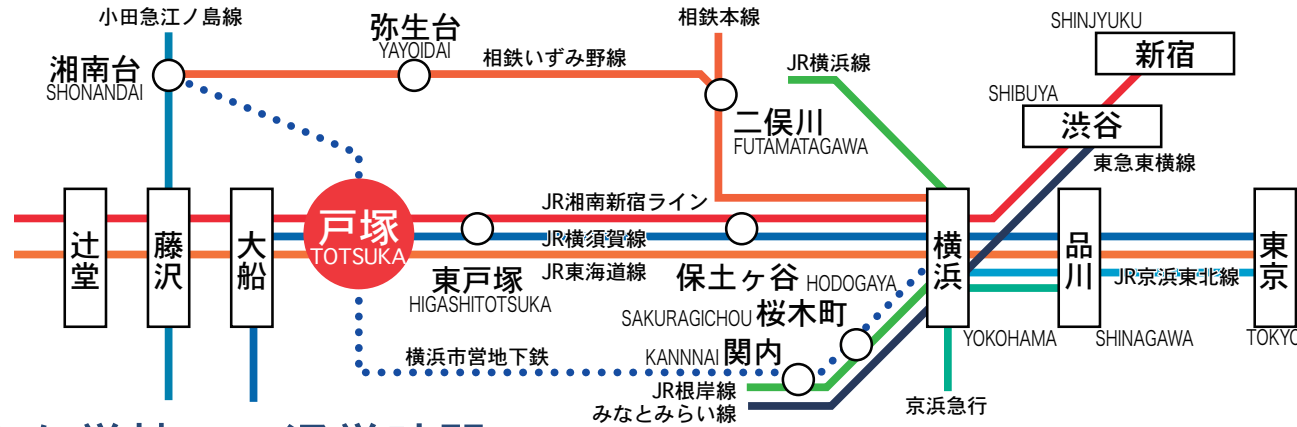 小田急江ノ島線
弥生台
YAYOIDAI
相鉄本線
SHINJYUKU
新宿
湘南台
SHONANDAI
相鉄いずみ野線
JR横浜線
SHIBUYA
渋谷
二俣川
FUTAMATAGAWA
東急東横線
JR湘南新宿ライン
戸塚
TOTSUKA
辻堂
藤沢
大船
JR横須賀線
横浜
品川
東京
JR東海道線
東戸塚
HIGASHITOTSUKA
保土ヶ谷 HODOGAYA
JR京浜東北線
SAKURAGICHOU 桜木町
YOKOHAMA
SHINAGAWA
TOKYO
横浜市営地下鉄
KANNNAI 関内
JR根岸線
みなとみらい線
京浜急行